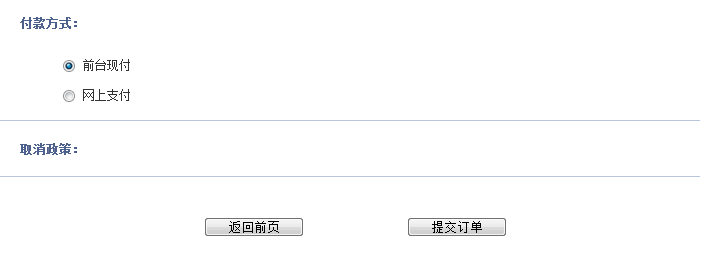 付款方式：
前台现付
网上支付
取消政策：
返回前页 提交订单